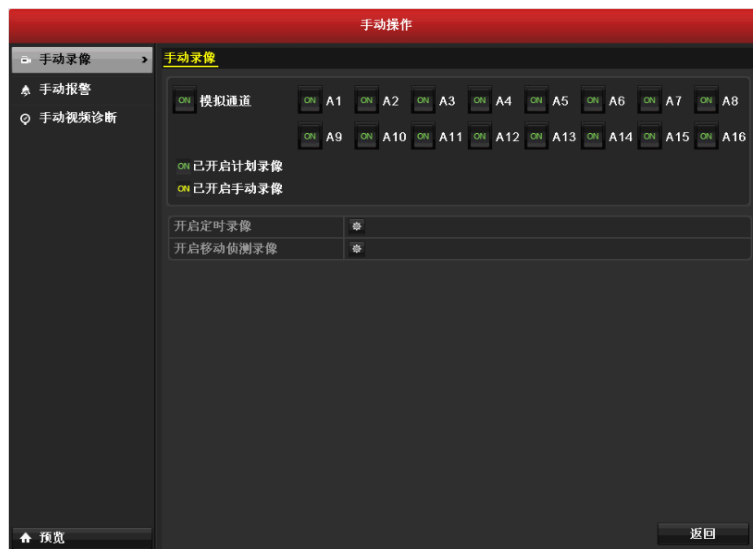 手动操作
手动录像
手动报警
手动视频诊断
手动录像
ON 模拟通道 ON A1 ON A2 ON A3 ON A4 ON A5 ON A6 ON A7 ON A8
ON A9 ON A10 ON A11 ON A12 ON A13 ON A14 ON A15 ON A16
ON 已开启计划录像
ON 已开启手动录像
开启定时录像
开启移动侦测录像
预览
返回